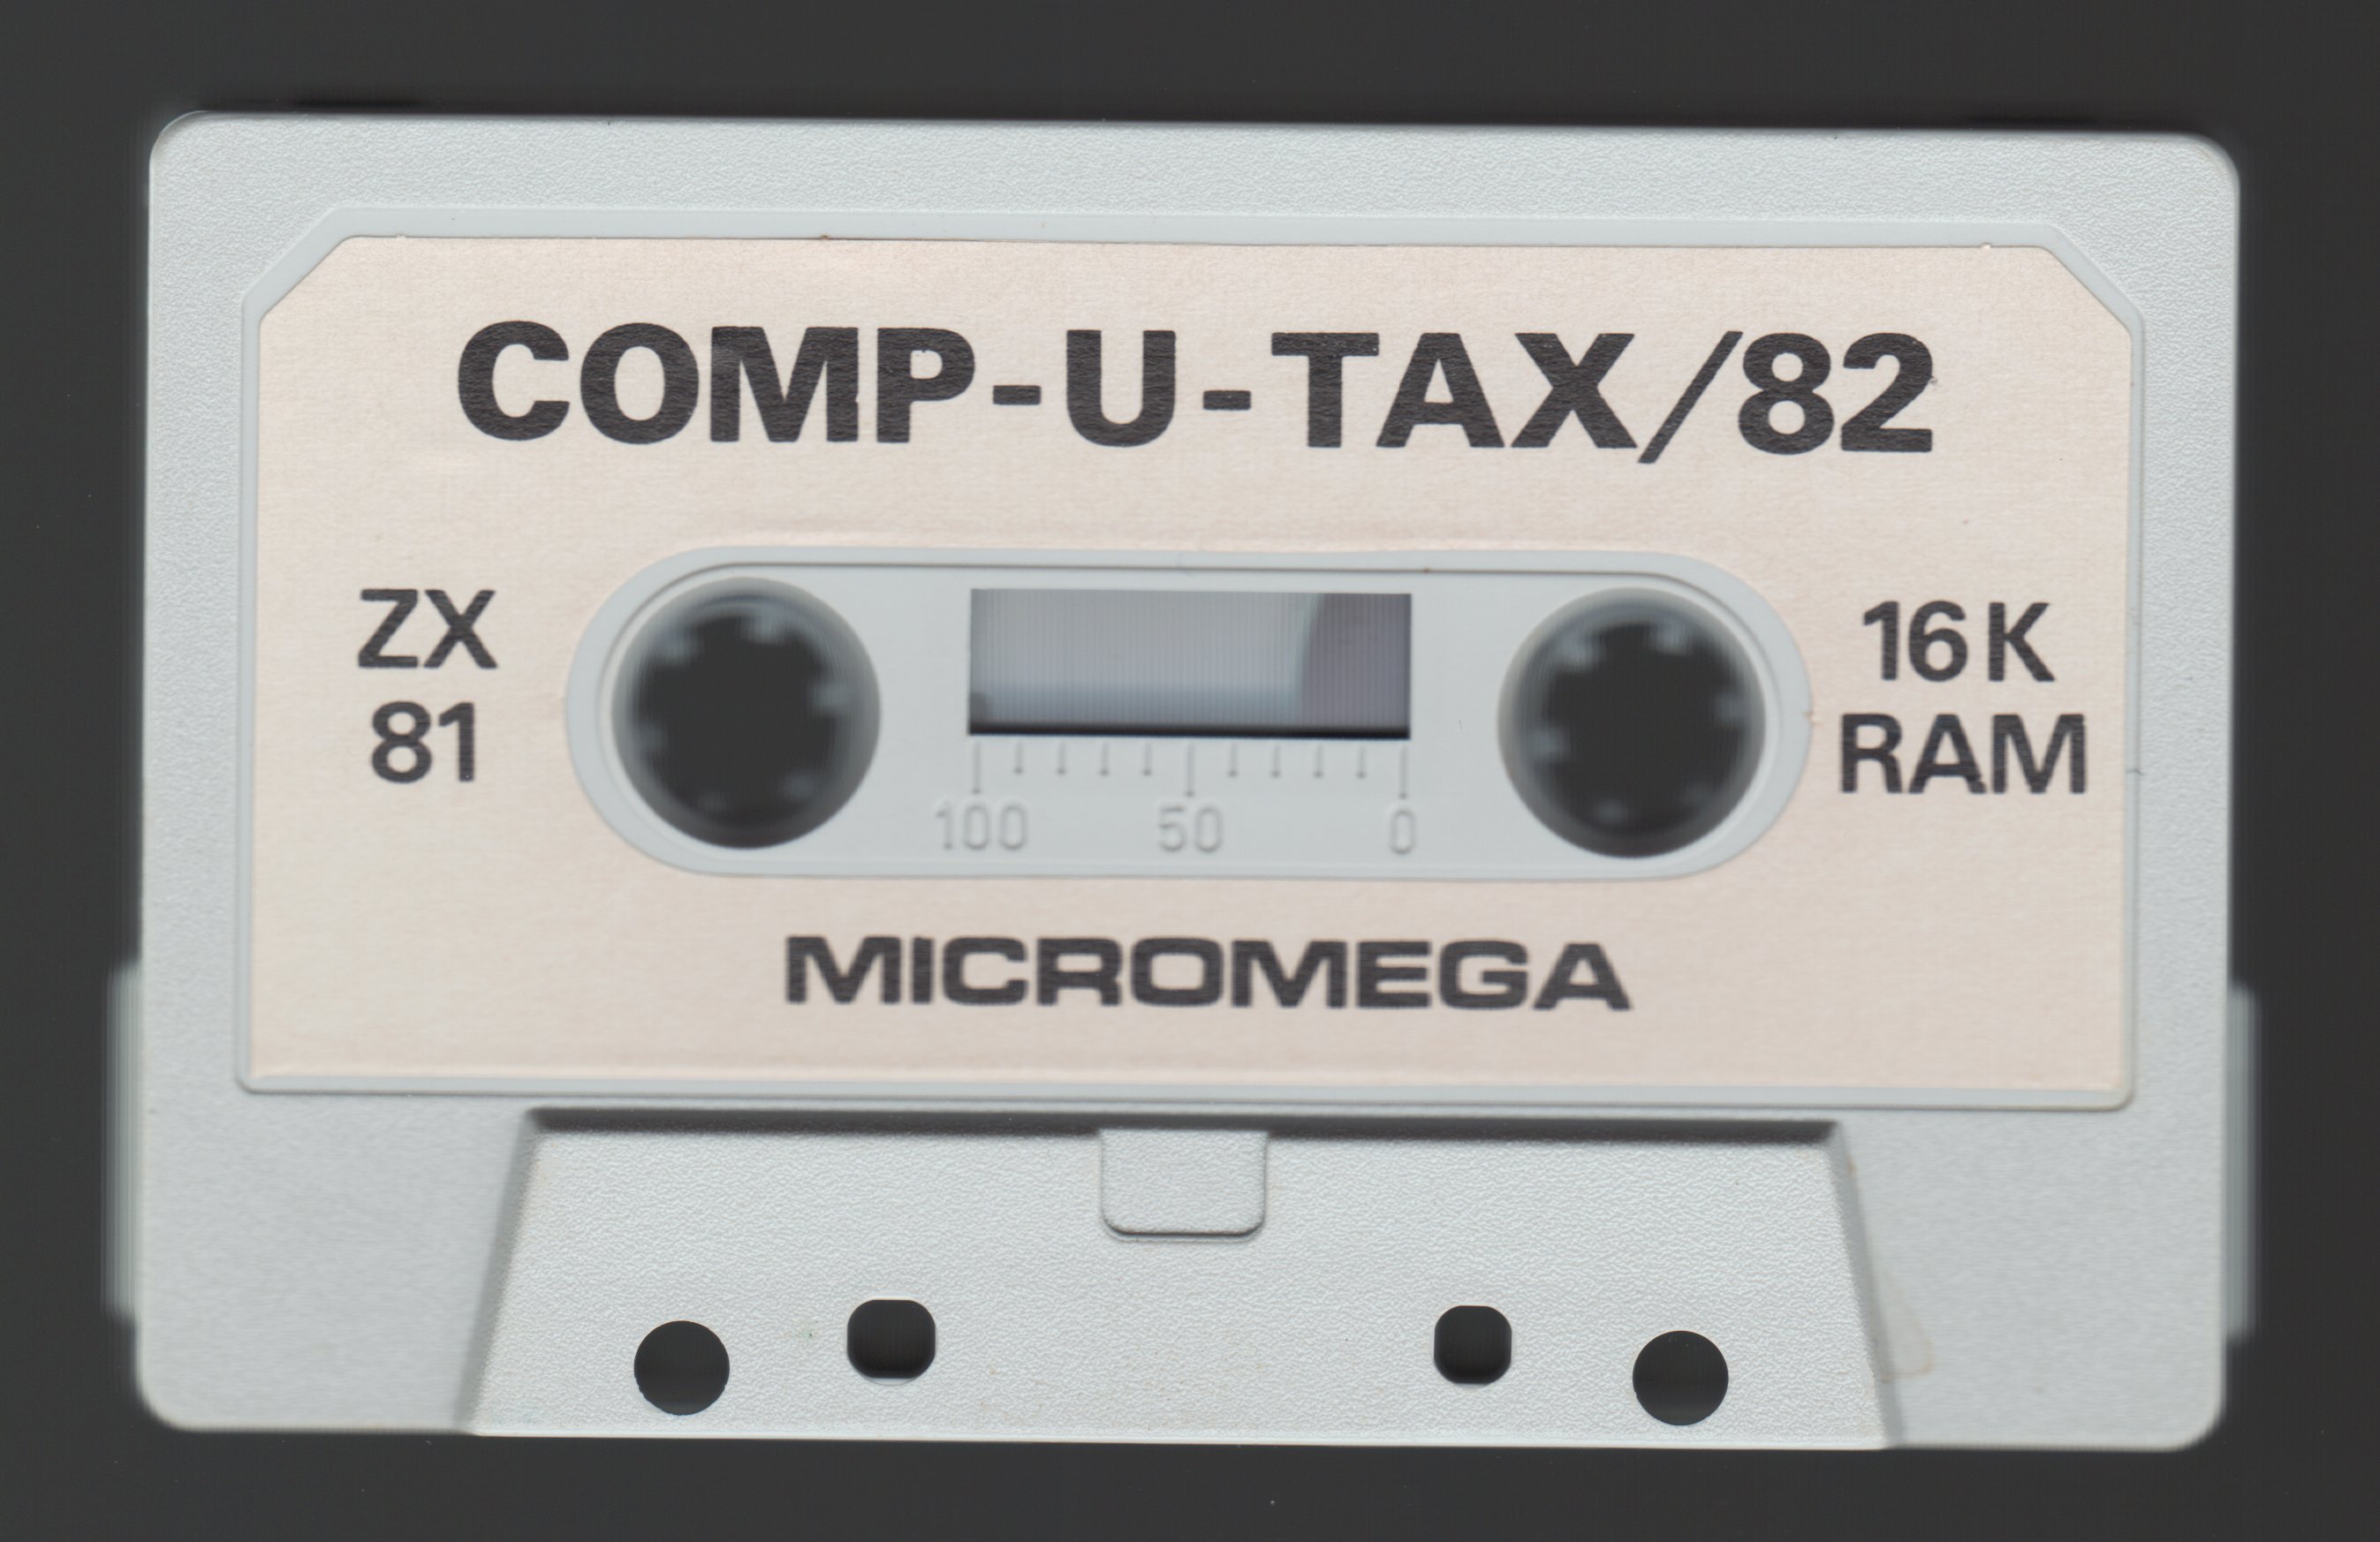 COMP-U-TAX/82
ZX
81
16K
RAM
100 50 0
MICROMEGA